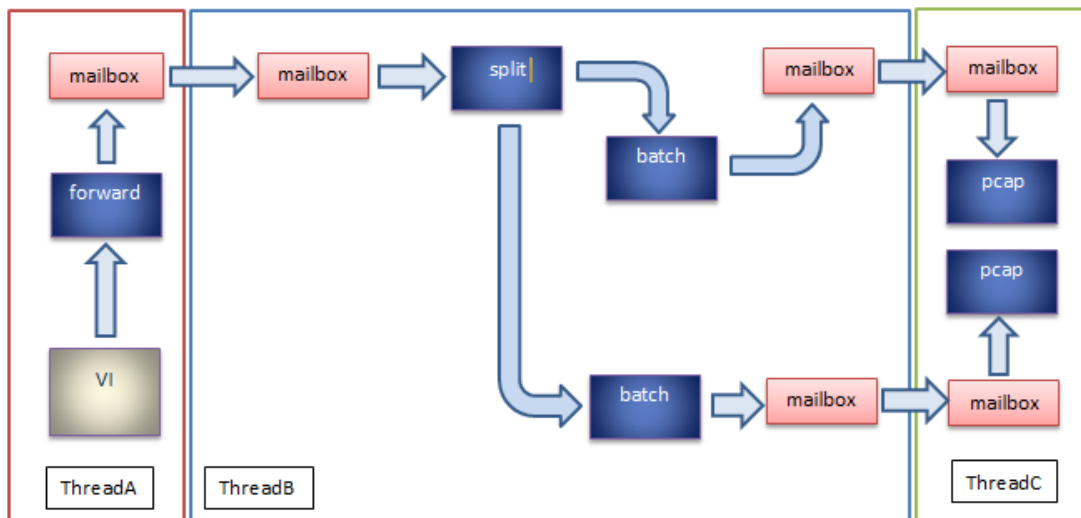 mailbox
forward
VI
ThreadA
mailbox
split
batch
mailbox
batch
mailbox
ThreadB
mailbox
pcap
pcap
mailbox
ThreadC